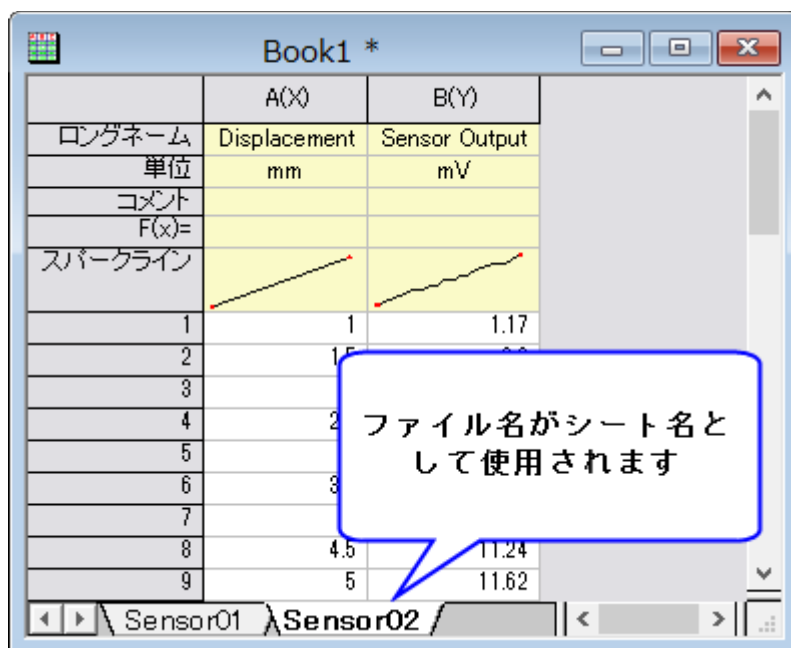 Book1 *
A(X) B(Y)
ロングネーム Displacement Sensor Output
単位 mm mV
コメント
F(x)=
スパークライン
1 1 1.17
2
3
4
5
6
7
8 4.5 11.24
9 5 11.62
ファイル名がシート名と
して使用されます
Sensor01 Sensor02